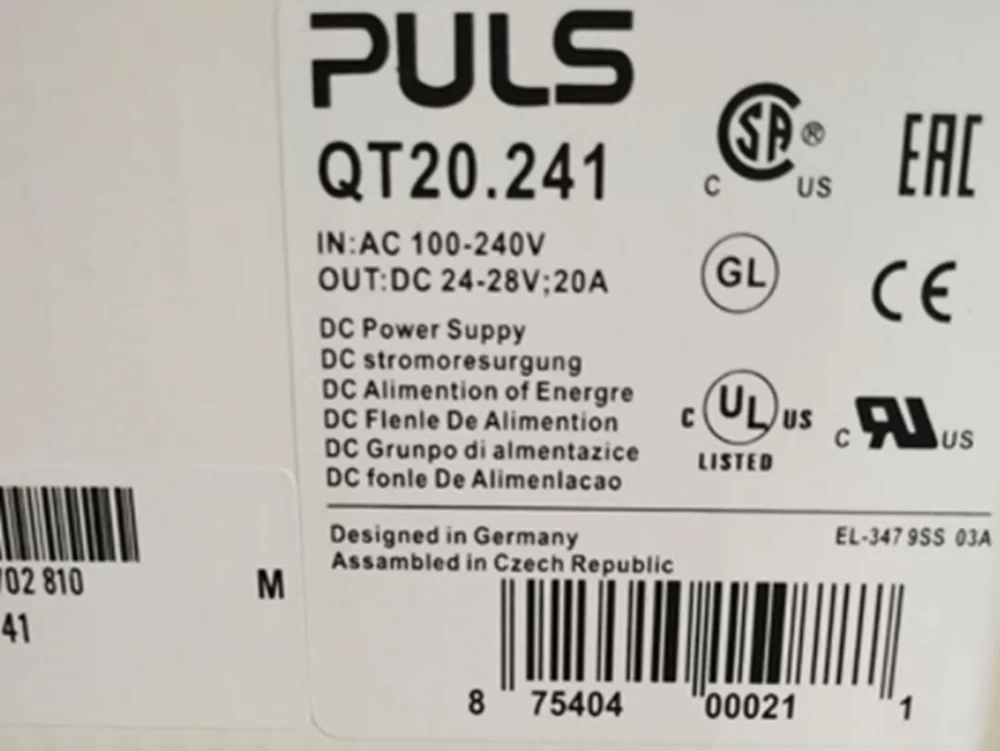 PULS
QT20.241
IN:AC 100-240V
OUT:DC 24-28V;20A
DC Power Suppy
DC stromoresurgung
DC Alimention of Energre
DC Flenle De Alimention
DC Grunpo di almentazice
DC fonle De Alimenlacao
SA ®
C US
EAC
GL
CE
C UL US
LISTED
C RU US
Designed in Germany
EL-347 9SS 03A
Assambled in Czech Republic
8 75404 00021 1
702 810
M
41